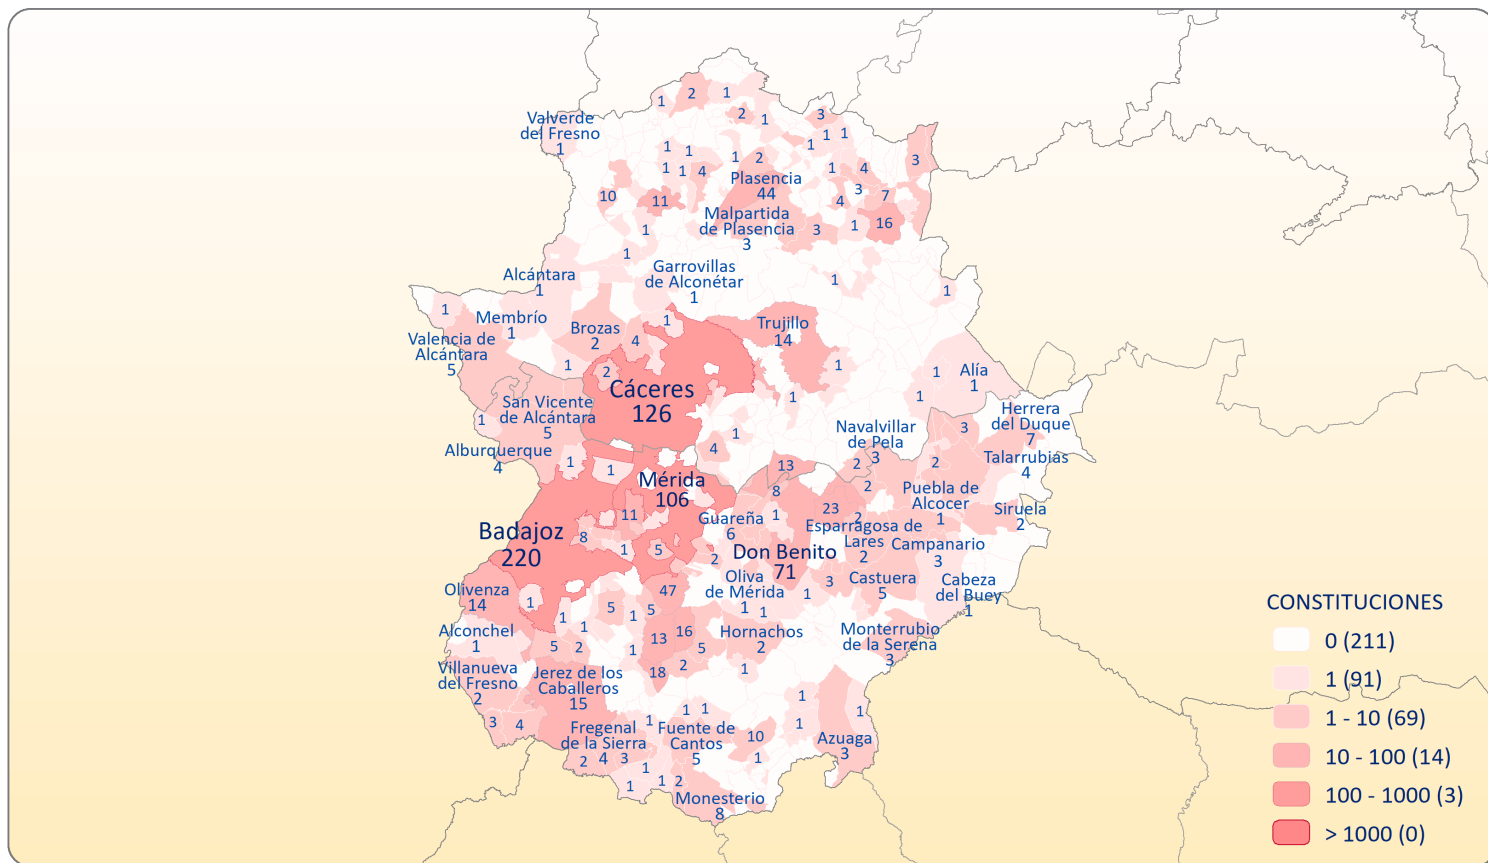 1
2
1
2
1
3
1
1
1
Valverde
del Fresno
1
1
1
1
2
1
1
4
1
4
3
Plasencia
44
3
4
7
10
11
Malpartida
de Plasencia
3
3
1
16
1
1
Garrovillas
de Alconétar
1
Alcántara
1
1
1
1
Membrío
1
Valencia de
Alcántara
5
Brozas
2
4
1
Trujillo
14
1
2
1
1
Alía
1
1
1
Cáceres
126
San Vicente
de Alcántara
5
1
Herrera
del Duque
7
3
Navalvillar
de Pela
3
1
4
Alburquerque
4
1
1
13
2
2
Talarrubias
4
Mérida
106
8
2
Puebla de
Alcocer
1
Siruela
2
11
Guareña
6
1
23
2
Esparragosa de
Lares
2
Badajoz
220
8
1
5
2
Don Benito
71
Campanario
3
Oliva
de Mérida
1
1
1
3
Castuera
5
Cabeza
del Buey
1
Olivenza
14
1
47
5
1
5
1
1
Alconchel
1
5
2
1
13
16
5
2
18
Hornachos
2
1
Monterrubio
de la Serena
3
Villanueva
del Fresno
2
Jerez de los
Caballeros
15
3
4
1
1
1
1
1
1
Fregenal
de la Sierra
2
4
3
Fuente de
Cantos
5
10
1
Azuaga
3
1
1
1
2
Monesterio
8
CONSTITUCIONES
0 (211)
1 (91)
1 - 10 (69)
10 - 100 (14)
100 - 1000 (3)
> 1000 (0)